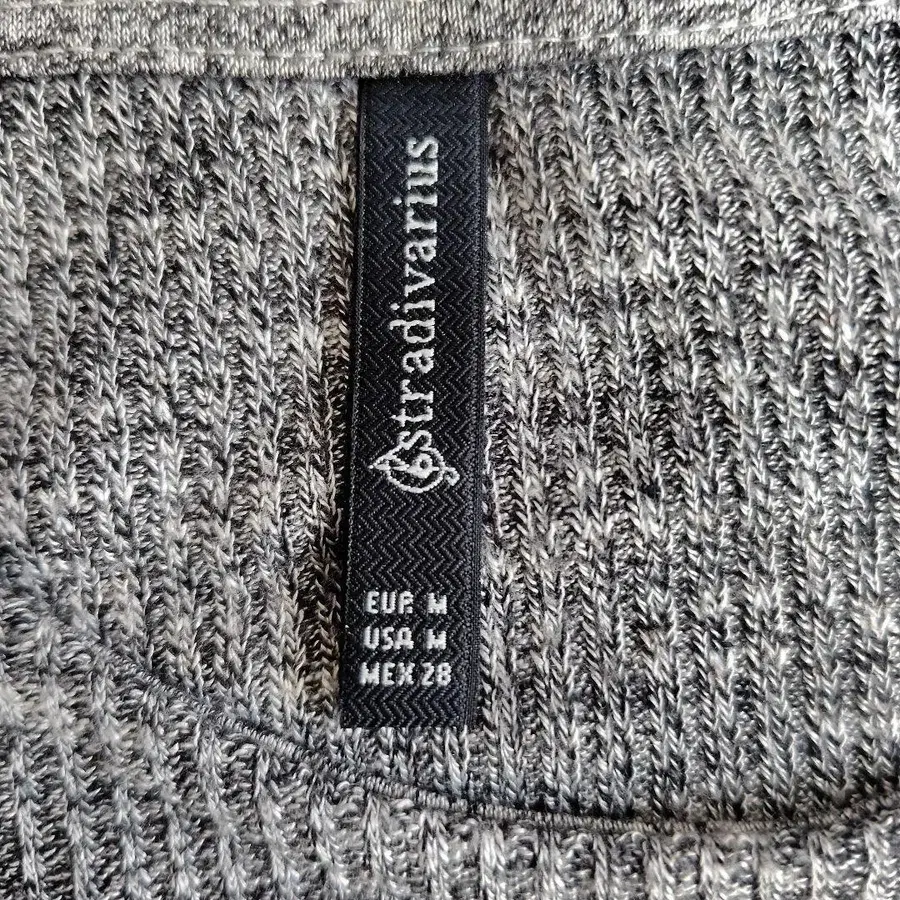 stradivarius
EUR M
USA M
MEX 28